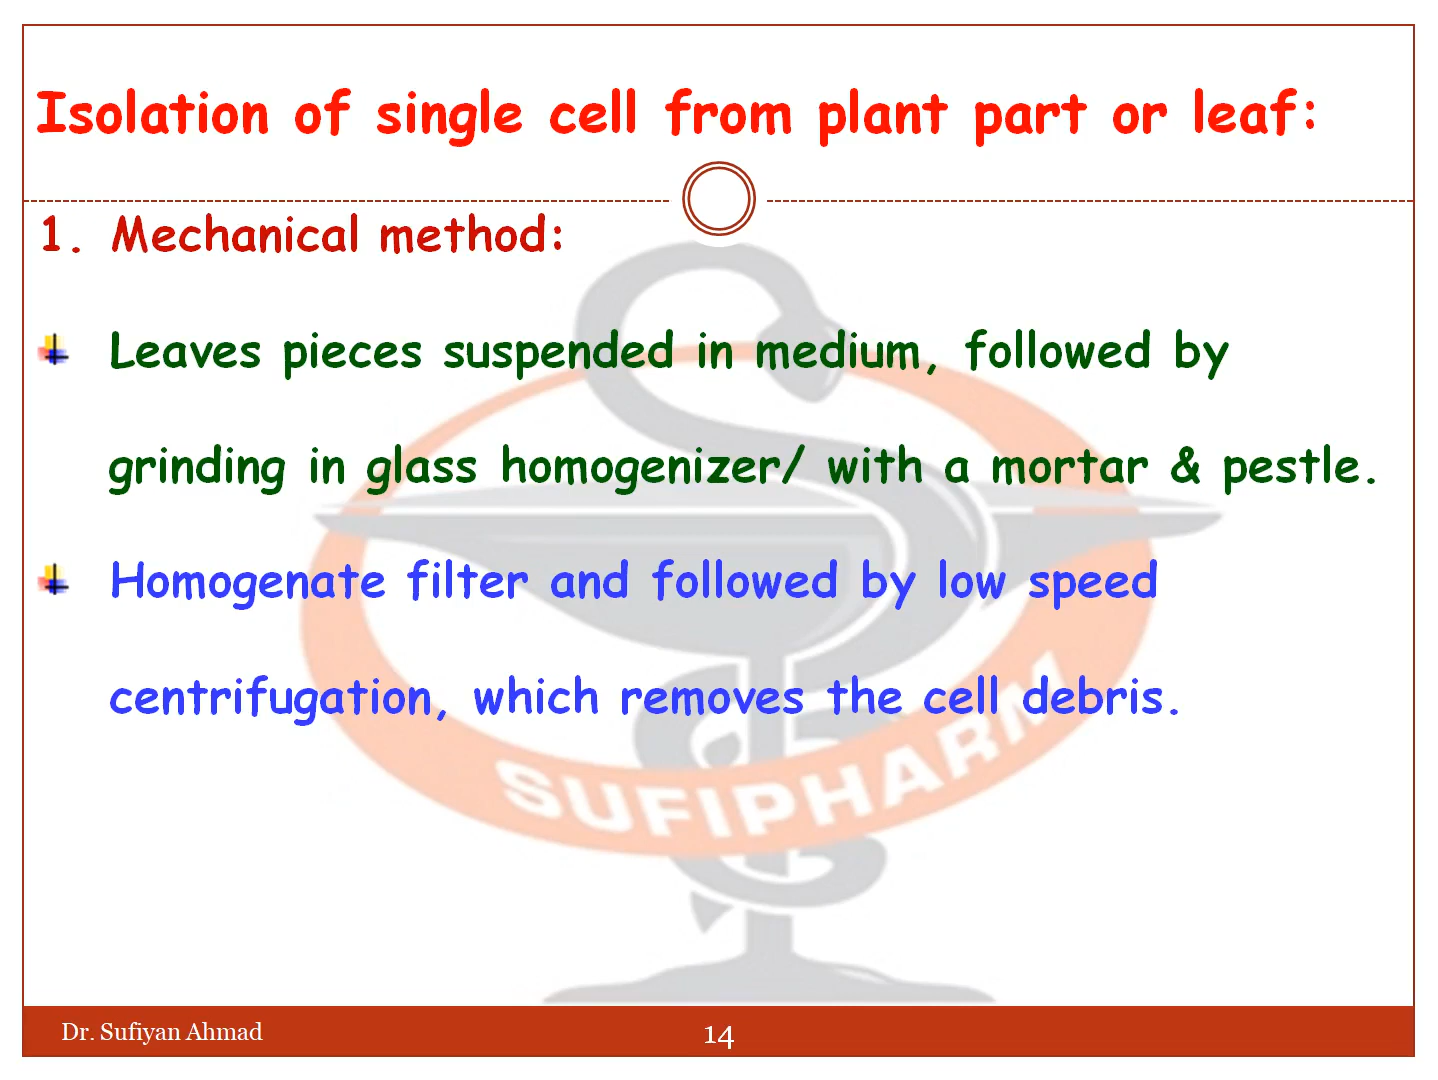 Isolation of single cell from plant part or leaf:
1. Mechanical method:
Leaves pieces suspended in medium, followed by
grinding in glass homogenizer/ with a mortar & pestle.
Homogenate filter and followed by low speed
centrifugation, which removes the cell debris.
SUFIPHARM
Dr. Sufiyan Ahmad
14